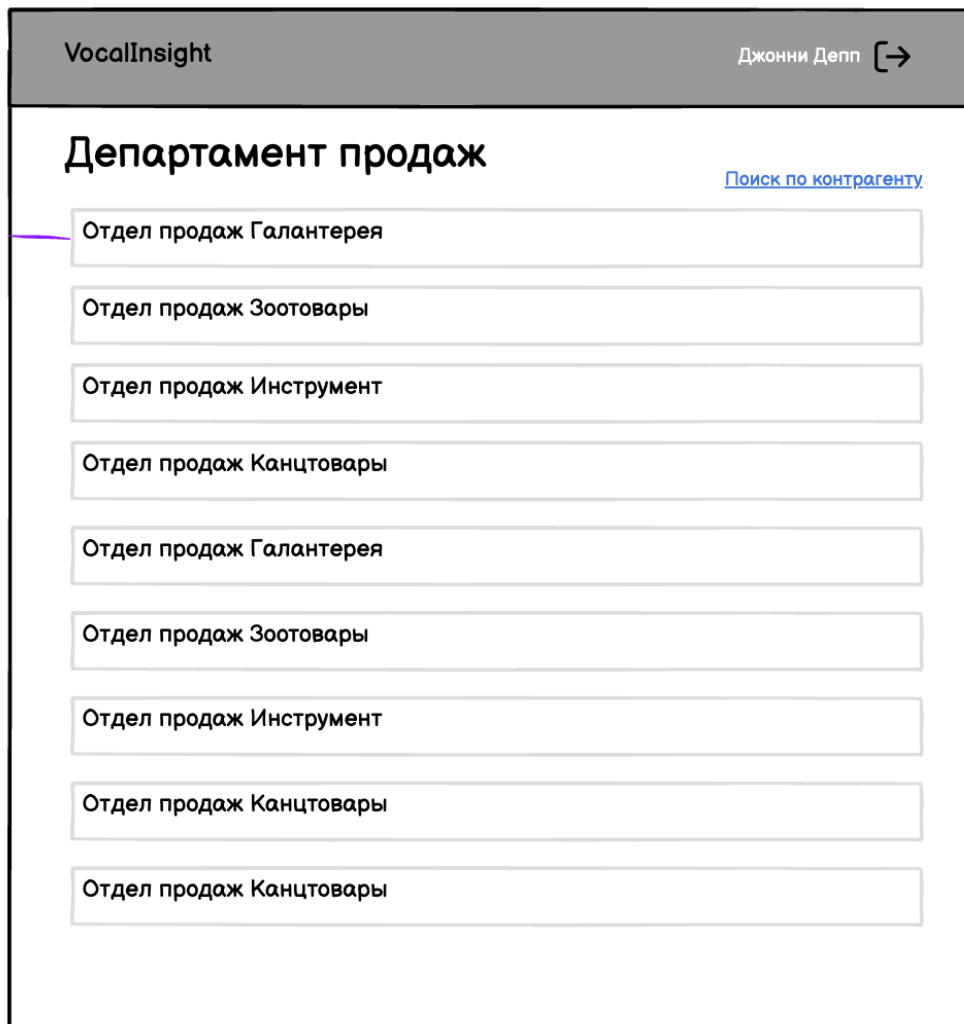 VocalInsight
Джонни Депп
Департамент продаж
Поиск по контрагенту
Отдел продаж Галантерея
Отдел продаж Зоотовары
Отдел продаж Инструмент
Отдел продаж Канцтовары
Отдел продаж Галантерея
Отдел продаж Зоотовары
Отдел продаж Инструмент
Отдел продаж Канцтовары
Отдел продаж Канцтовары